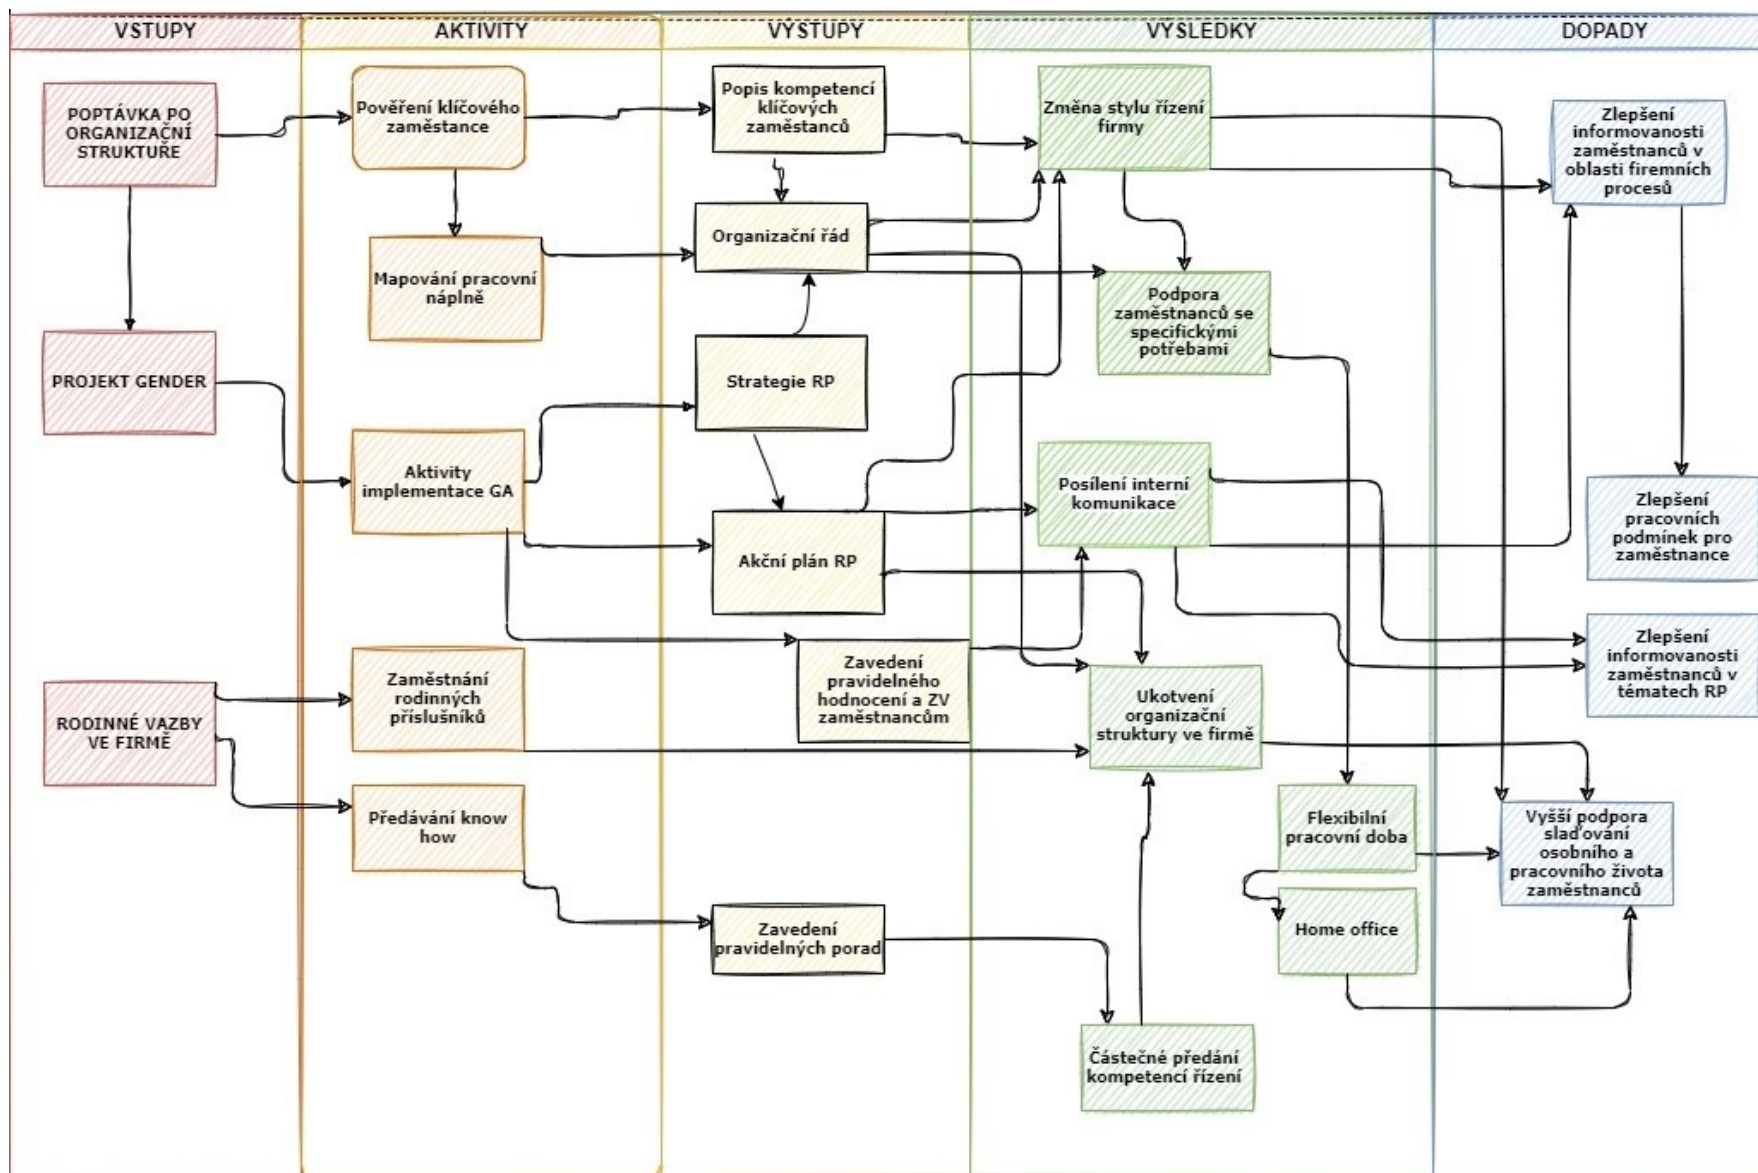 VSTUPY
AKTIVITY
VÝSTUPY
VÝSLEDKY
DOPADY
POPTÁVKA PO
ORGANIZAČNÍ
STRUKTUŘE
PROJEKT GENDER
RODINNÉ VAZBY
VE FIRMĚ
Pověření klíčového
zaměstance
Mapování pracovní
náplně
Aktivity
implementace GA
Zaměstnání
rodinných
příslušníků
Předávání know
how
Popis kompetencí
klíčových
zaměstanců
Organizační řád
Strategie RP
Akční plán RP
Zavedení
pravidelného
hodnocení a ZV
zaměstnancům
Zavedení
pravidelných porad
Změna stylu řízení
firmy
Podpora
zaměstnanců se
specifickými
potřebami
Posílení interní
komunikace
Ukotvení
organizační
struktury ve firmě
Flexibilní
pracovní doba
Home office
Částečné předání
kompetencí řízení
Zlepšení
informovanosti
zaměstnanců v
oblasti firemních
procesů
Zlepšení
pracovních
podmínek pro
zaměstnance
Zlepšení
informovanosti
zaměstnanců v
tématech RP
Vyšší podpora
slaďování
osobního a
pracovního života
zaměstnanců